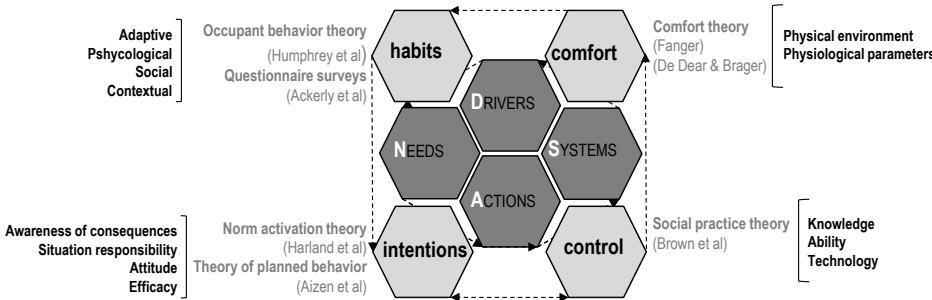 Adaptive
Pshycological
Social
Contextual
Occupant behavior theory
(Humphrey et al)
Questionnaire surveys
(Ackerly et al)
habits
comfort
Comfort theory
(Fanger)
(De Dear & Brager)
Physical environment
Physiological parameters
DRIVERS
NEEDS
SYSTEMS
ACTIONS
Awareness of consequences
Situation responsibility
Attitude
Efficacy
Norm activation theory
(Harland et al)
Theory of planned behavior
(Aizen et al)
intentions
control
Social practice theory
(Brown et al)
Knowledge
Ability
Technology